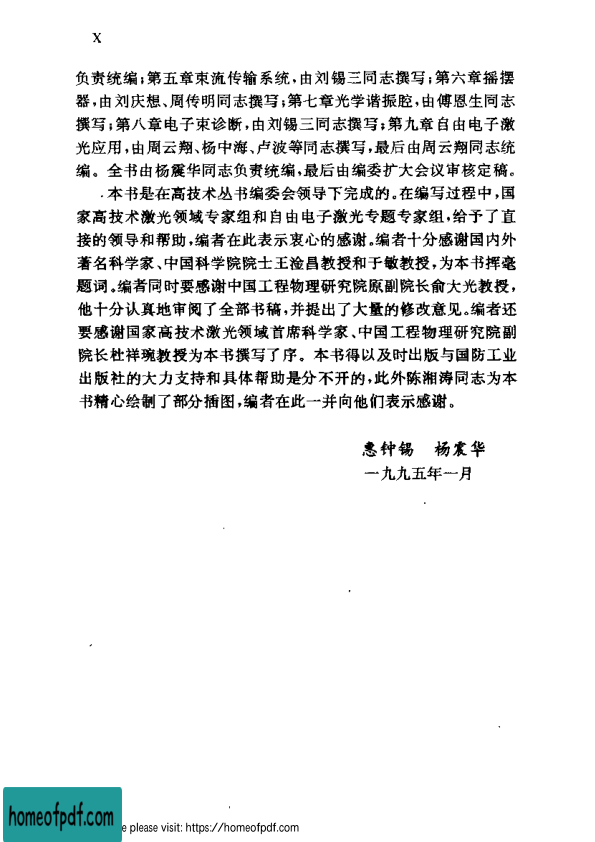 X
负责统编;第五章束流传输系统,由刘锡三同志撰写;第六章摇摆
器,由刘庆想、周传明同志撰写;第七章光学谐振腔,由傅恩生同志
撰写;第八章电子束诊断,由刘锡三同志撰写;第九章自由电子激
光应用,由周云翔、杨中海、卢波等同志撰写,最后由周云翔同志统
编。全书由杨震华同志负责统编,最后由编委扩大会议审核定稿。
本书是在高技术丛书编委会领导下完成的。在编写过程中,国
家高技术激光领域专家组和自由电子激光专题专家组,给予了直
接的领导和帮助,编者在此表示衷心的感谢。编者十分感谢国内外
著名科学家、中国科学院院士王淦昌教授和于敏教授,为本书挥毫
题词。编者同时要感谢中国工程物理研究院原副院长俞大光教授,
他十分认真地审阅了全部书稿,并提出了大量的修改意见。编者还
要感谢国家高技术激光领域首席科学家、中国工程物理研究院副
院长杜祥琬教授为本书撰写了序。本书得以及时出版与国防工业
出版社的大力支持和具体帮助是分不开的,此外陈湘涛同志为本
书精心绘制了部分插图,编者在此一并向他们表示感谢。
惠钟锡 杨震华
一九九五年一月
homeofpdf.com
e please visit: https://homeofpdf.com